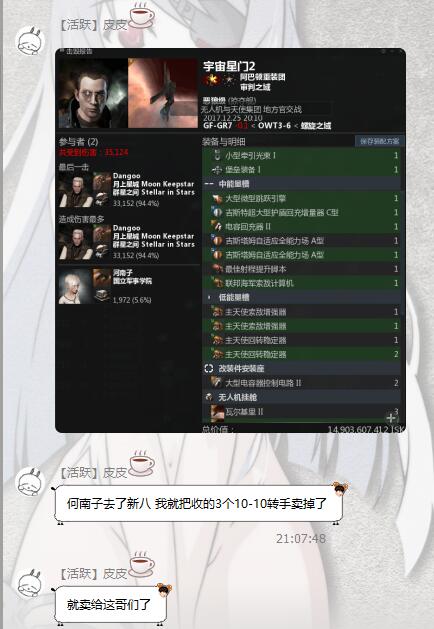 【活跃】皮皮
击毁报告
宇宙星门2
阿巴顿重装团
审判之域
无人机与天使集团 地方官交战
2017.12.25 20:10
GF-GR7 -0.1 < OWT3-6 < 螺旋之域
参与者 (2)
共受到伤害: 35,124
最后一击
Dangoo
月上星城 Moon Keepstar
群星之间 Stellar in Stars
33,152 (94.4%)
造成伤害最多
Dangoo
月上星城 Moon Keepstar
群星之间 Stellar in Stars
33,152 (94.4%)
河南子
国立军事学院
1,972 (5.6%)
装备与明细
保存装配方案
小型牵引光束 I 1
堡垒装备 I 1
中能量槽
大型微型跳跃引擎 1
古斯特超大型护盾回充增量器 C型 1
电容回充器 II 1
古斯塔姆自适应全能力场 A型 1
古斯塔姆自适应全能力场 A型 1
最佳射程提升脚本 1
联邦海军索敌计算机 1
低能量槽
主天使索敌增强器 1
主天使索敌增强器 1
主天使回转稳定器 1
主天使回转稳定器 2
改装件安装座
大型电容器控制电路 II 2
无人机挂舱
瓦尔基里 II 3
总价值: 14,903,607,412 ISK
【活跃】皮皮
何南子去了新八 我就把收的3个10-10转手卖掉了
21:07:48
【活跃】皮皮
就卖给这哥们了